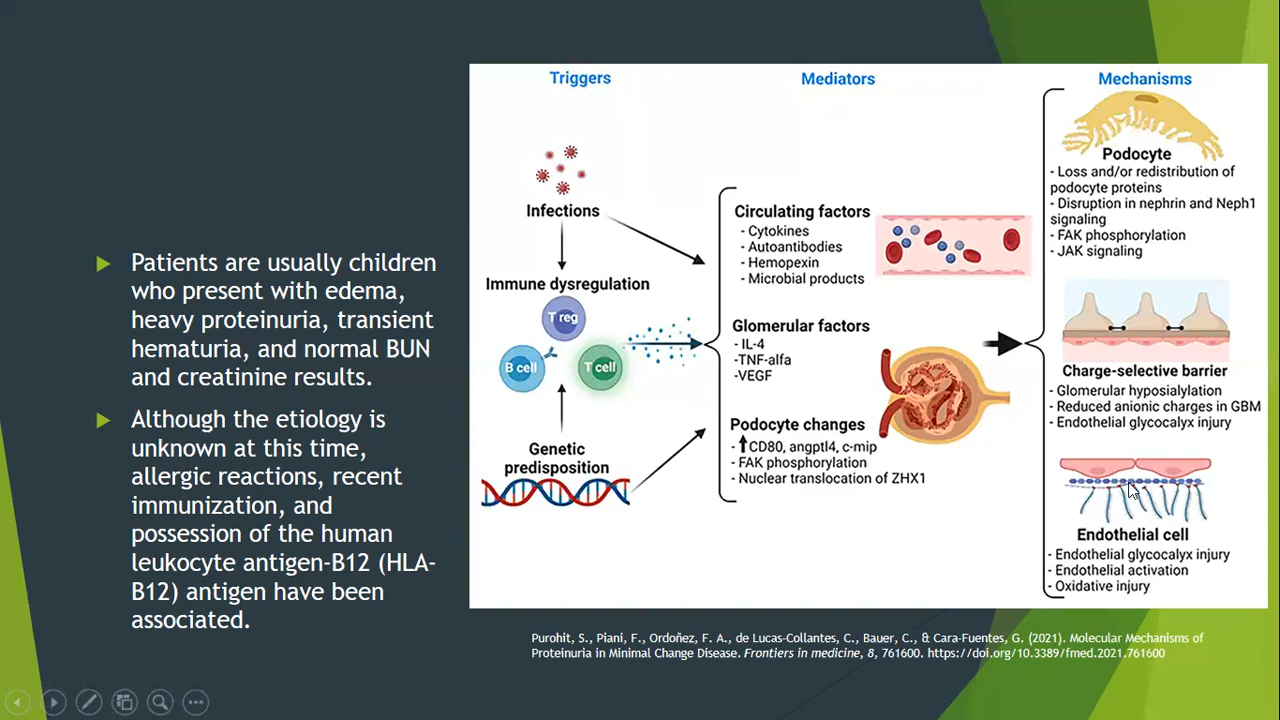 Patients are usually children
who present with edema,
heavy proteinuria, transient
hematuria, and normal BUN
and creatinine results.
Although the etiology is
unknown at this time,
allergic reactions, recent
immunization, and
possession of the human
leukocyte antigen-B12 (HLA-
B12) antigen have been
associated.
Triggers
Infections
Immune dysregulation
T reg
B cell
T cell
Genetic
predisposition
Mediators
Circulating factors
- Cytokines
- Autoantibodies
- Hemopexin
- Microbial products
Glomerular factors
- IL-4
-TNF-alfa
-VEGF
Podocyte changes
- CD80, angptl4, c-mip
- FAK phosphorylation
- Nuclear translocation of ZHX1
Mechanisms
Podocyte
- Loss and/or redistribution of
podocyte proteins
- Disruption in nephrin and Neph1
signaling
- FAK phosphorylation
- JAK signaling
Charge-selective barrier
- Glomerular hyposialylation
- Reduced anionic charges in GBM
- Endothelial glycocalyx injury
Endothelial cell
- Endothelial glycocalyx injury
- Endothelial activation
- Oxidative injury
Purohit, S., Piani, F., Ordoñez, F. A., de Lucas-Collantes, C., Bauer, C., & Cara-Fuentes, G. (2021). Molecular Mechanisms of
Proteinuria in Minimal Change Disease. Frontiers in medicine, 8, 761600. https://doi.org/10.3389/fmed.2021.761600